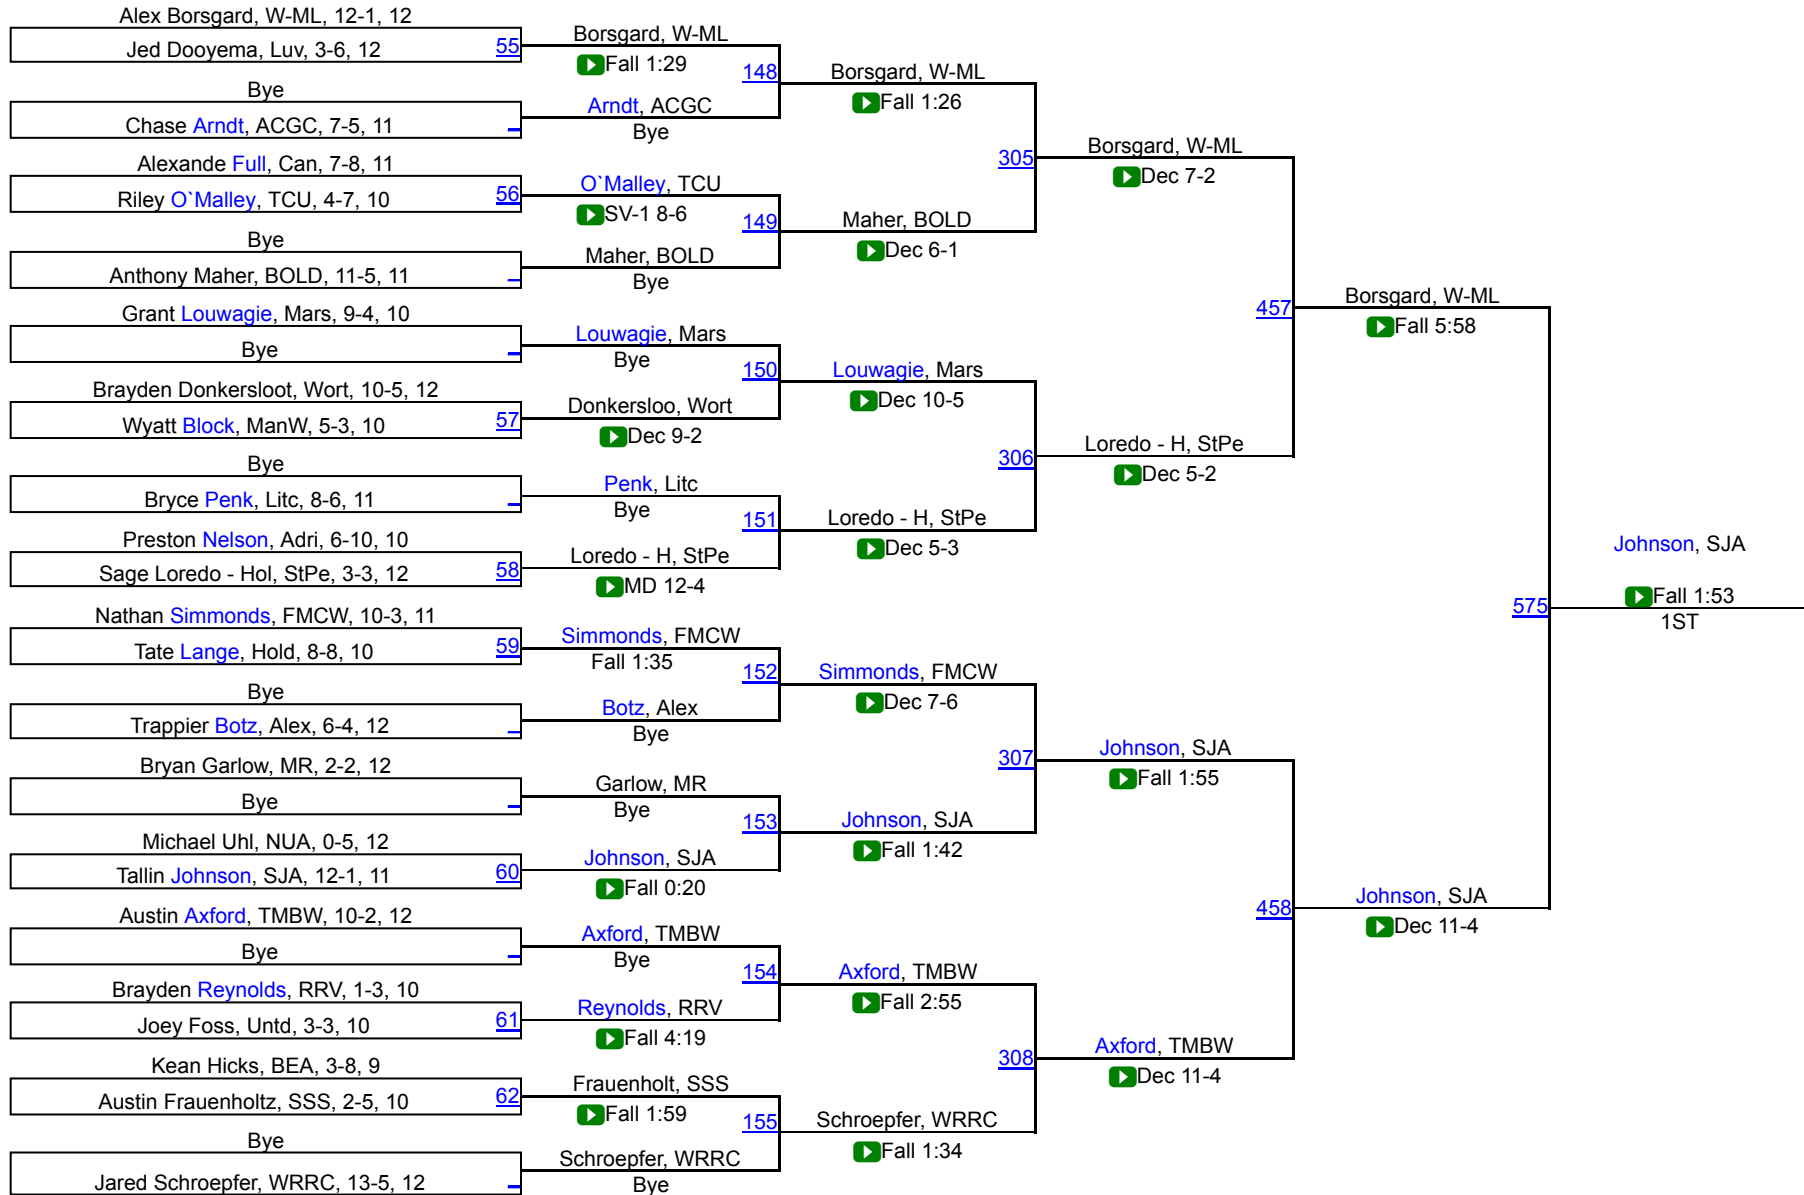 Alex Borsgard, W-ML, 12-1, 12
Jed Dooyema, Luv, 3-6, 12
55
Bye
Chase Arndt, ACGC, 7-5, 11
Alexande Full, Can, 7-8, 11
Riley O`Malley, TCU, 4-7, 10
56
Bye
Anthony Maher, BOLD, 11-5, 11
Grant Louwagie, Mars, 9-4, 10
Bye
Brayden Donkersloot, Wort, 10-5, 12
Wyatt Block, ManW, 5-3, 10
57
Bye
Bryce Penk, Litc, 8-6, 11
Preston Nelson, Adri, 6-10, 10
Sage Loredo - Hol, StPe, 3-3, 12
58
Nathan Simmonds, FMCW, 10-3, 11
Tate Lange, Hold, 8-8, 10
59
Bye
Trappier Botz, Alex, 6-4, 12
Bryan Garlow, MR, 2-2, 12
Bye
Michael Uhl, NUA, 0-5, 12
Tallin Johnson, SJA, 12-1, 11
60
Austin Axford, TMBW, 10-2, 12
Bye
Brayden Reynolds, RRV, 1-3, 10
Joey Foss, Untd, 3-3, 10
61
Kean Hicks, BEA, 3-8, 9
Austin Frauenholtz, SSS, 2-5, 10
62
Bye
Jared Schroepfer, WRRC, 13-5, 12
Borsgard, W-ML
Fall 1:29
148
Arndt, ACGC
Bye
O`Malley, TCU
SV-1 8-6
149
Maher, BOLD
Bye
Louwagie, Mars
Bye
150
Donkersloo, Wort
Dec 9-2
Penk, Litc
Bye
151
Loredo - H, StPe
MD 12-4
Simmonds, FMCW
Fall 1:35
152
Botz, Alex
Bye
Garlow, MR
Bye
153
Johnson, SJA
Fall 0:20
Axford, TMBW
Bye
154
Reynolds, RRV
Fall 4:19
Frauenholt, SSS
Fall 1:59
155
Schroepfer, WRRC
Bye
Borsgard, W-ML
Fall 1:26
305
Maher, BOLD
Dec 6-1
Louwagie, Mars
Dec 10-5
306
Loredo - H, StPe
Dec 5-3
Simmonds, FMCW
Dec 7-6
307
Johnson, SJA
Fall 1:42
Axford, TMBW
Fall 2:55
308
Schroepfer, WRRC
Fall 1:34
Borsgard, W-ML
Dec 7-2
457
Loredo - H, StPe
Dec 5-2
Johnson, SJA
Fall 1:55
458
Axford, TMBW
Dec 11-4
Borsgard, W-ML
Fall 5:58
575
Johnson, SJA
Dec 11-4
Johnson, SJA
Fall 1:53
1ST